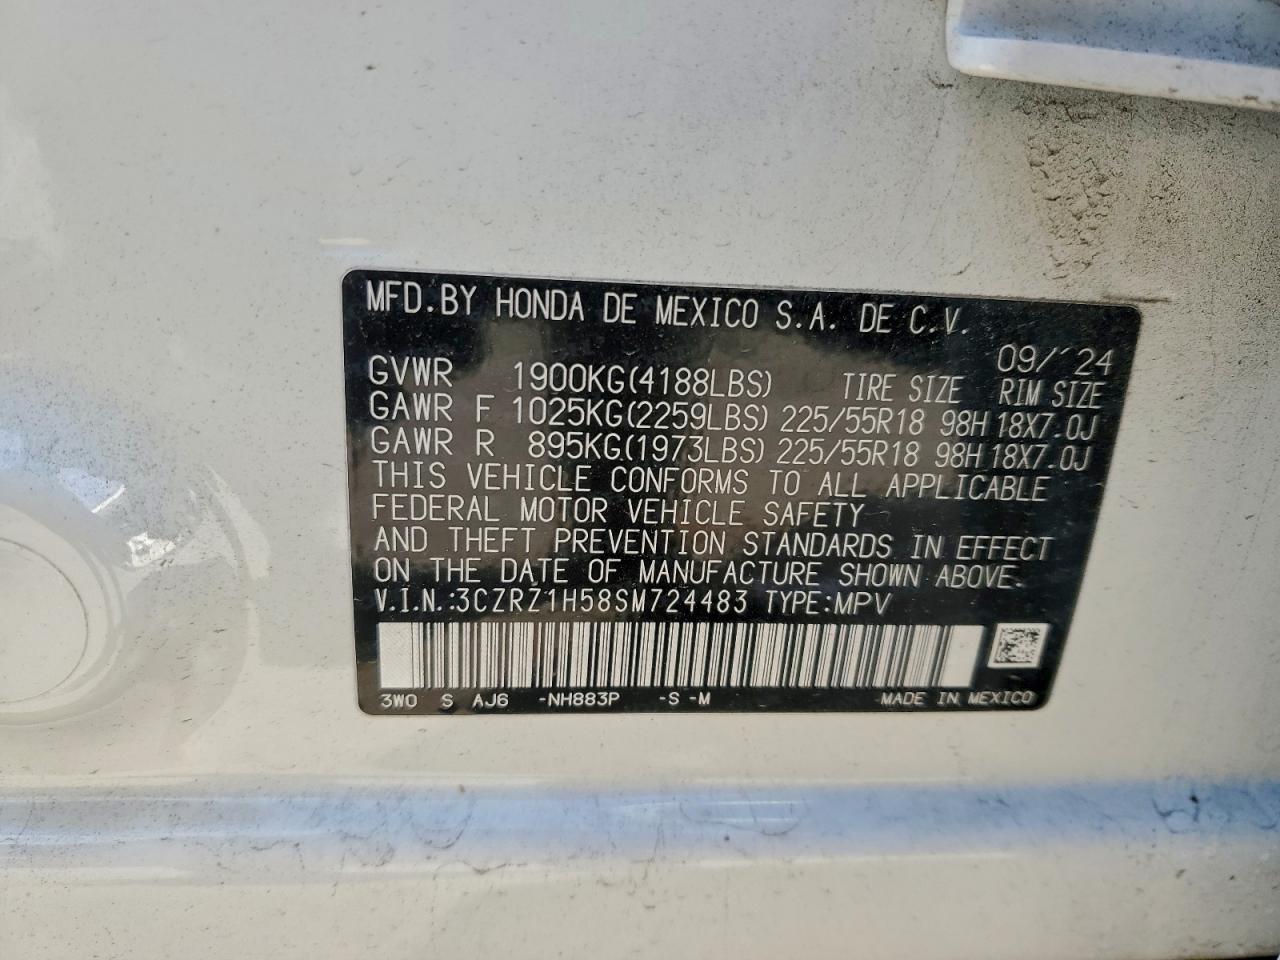 MFD.BY HONDA DE MEXICO S.A. DE C.V.
09/´24
GVWR 1900KG(4188LBS) TIRE SIZE RIM SIZE
GAWR F 1025KG(2259LBS) 225/55R18 98H 18X7.0J
GAWR R 895KG(1973LBS) 225/55R18 98H 18X7.0J
THIS VEHICLE CONFORMS TO ALL APPLICABLE
FEDERAL MOTOR VEHICLE SAFETY
AND THEFT PREVENTION STANDARDS IN EFFECT
ON THE DATE OF MANUFACTURE SHOWN ABOVE.
V.I.N.:3CZRZ1H58SM724483 TYPE:MPV
3W0 S AJ6 -NH883P -S -M MADE IN MEXICO